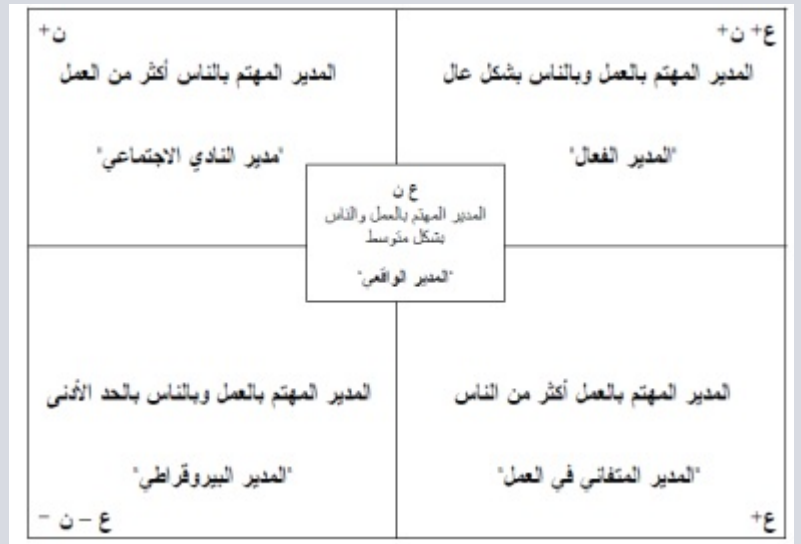 ع+ ن+
المدير المهتم بالعمل وبالناس بشكل عال
"المدير الفعال"
ن+
المدير المهتم بالناس أكثر من العمل
"مدير النادي الاجتماعي"
ع ن
المدير المهتم بالعمل والناس
بشكل متوسط
"المدير الواقعي"
المدير المهتم بالعمل أكثر من الناس
"المدير المتفاني في العمل"
ع+
المدير المهتم بالعمل وبالناس بالحد الأدنى
"المدير البيروقراطي"
ع – ن –